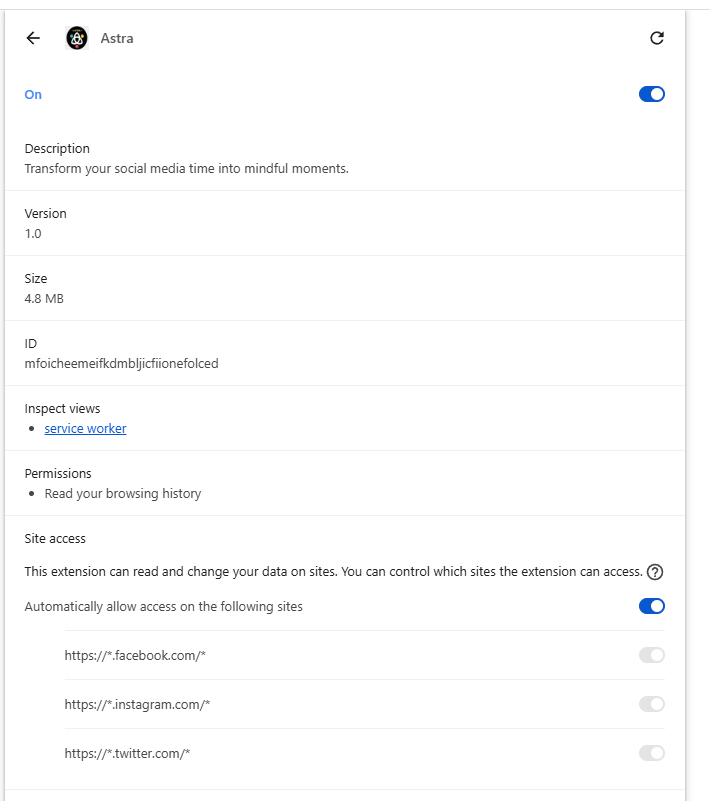 Astra
On
Description
Transform your social media time into mindful moments.
Version
1.0
Size
4.8 MB
ID
mfoicheemeifkdmbljicfiionefolced
Inspect views
service worker
Permissions
Read your browsing history
Site access
This extension can read and change your data on sites. You can control which sites the extension can access.
Automatically allow access on the following sites
https://*.facebook.com/*
https://*.instagram.com/*
https://*.twitter.com/*